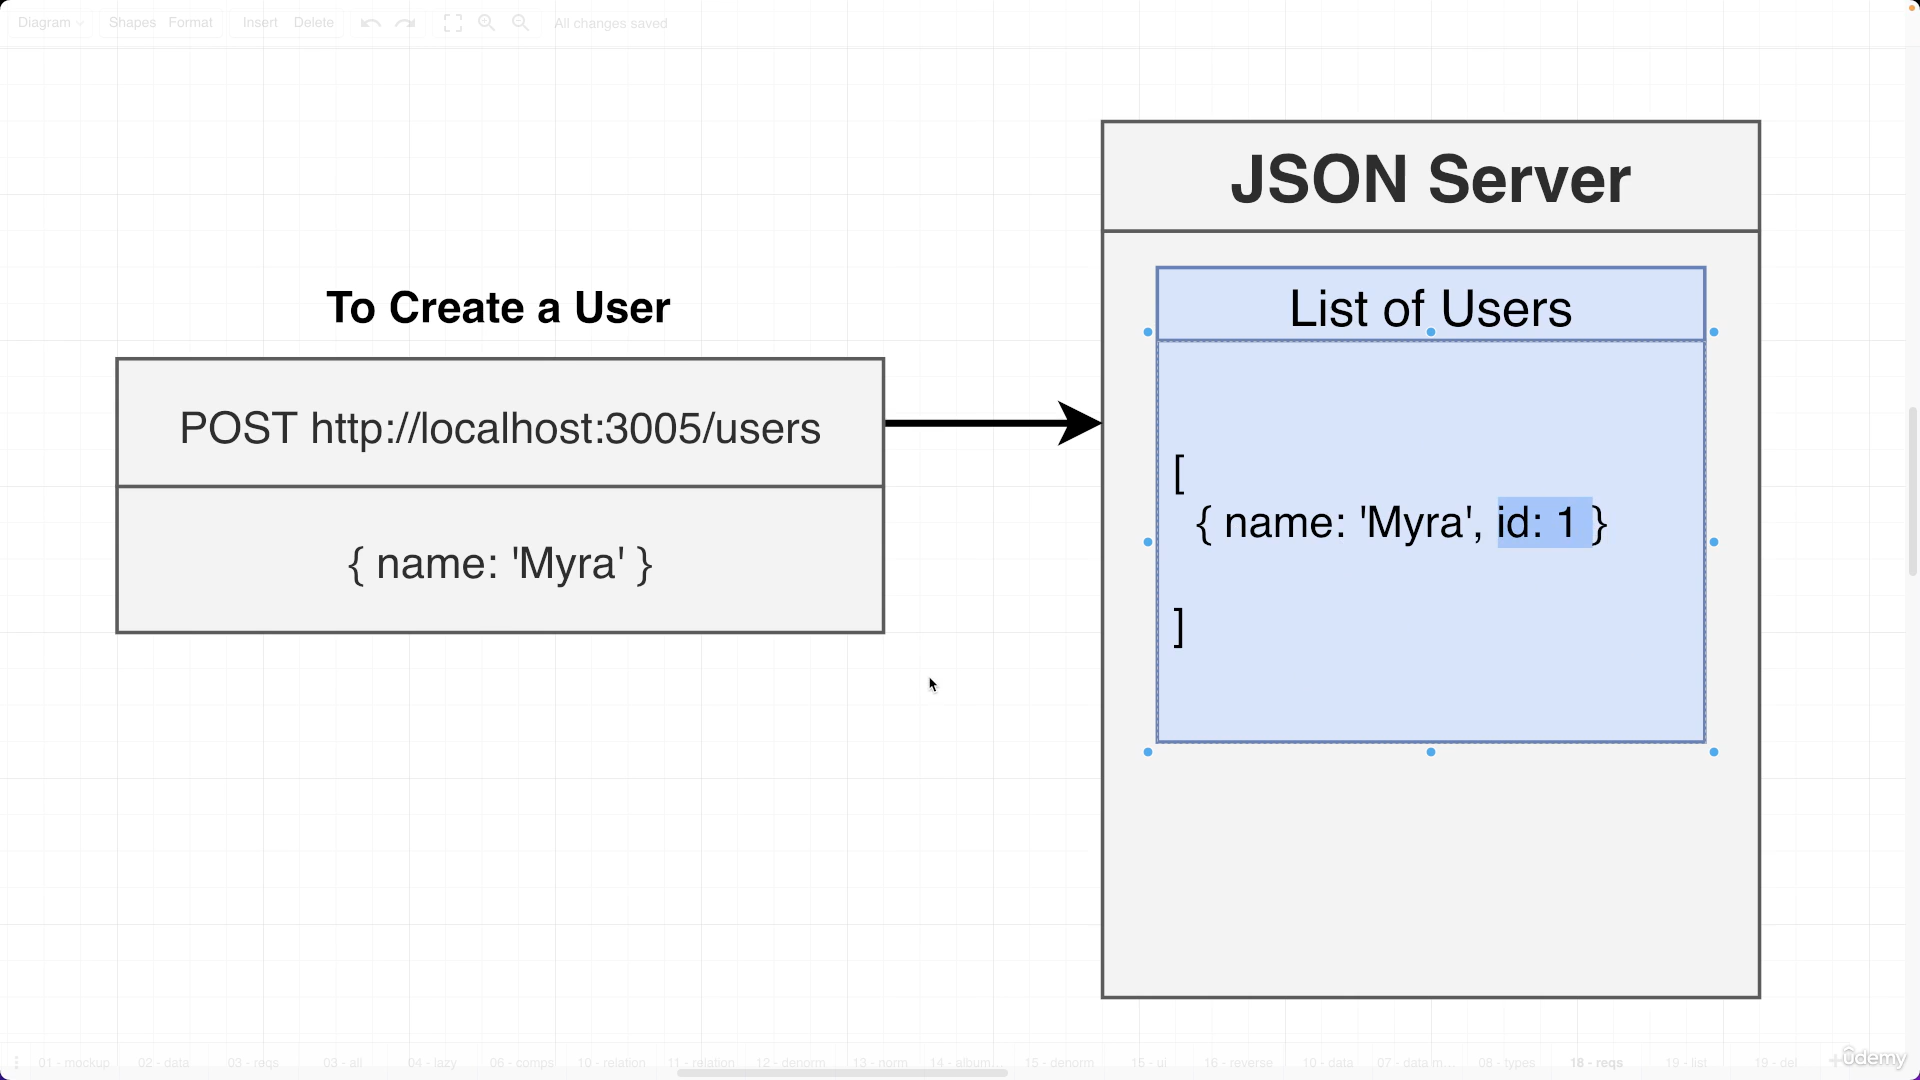 Diagram Shapes Format Insert Delete All changes saved
JSON Server
List of Users
To Create a User
POST http://localhost:3005/users
{ name: 'Myra' }
[
{ name: 'Myra', id: 1 }
]
01 - mockup 02 - data 03 - reqs 03 - all 04 - lazy 06 - comps 10 - relation 11 - relation 12 - denorm 13 - norm 14 - album 15 - denorm 15 - ui 16 - reverse 10 - data 07 - data m... 08 - types 18 - reqs 19 - list 19 - del
ûdemy